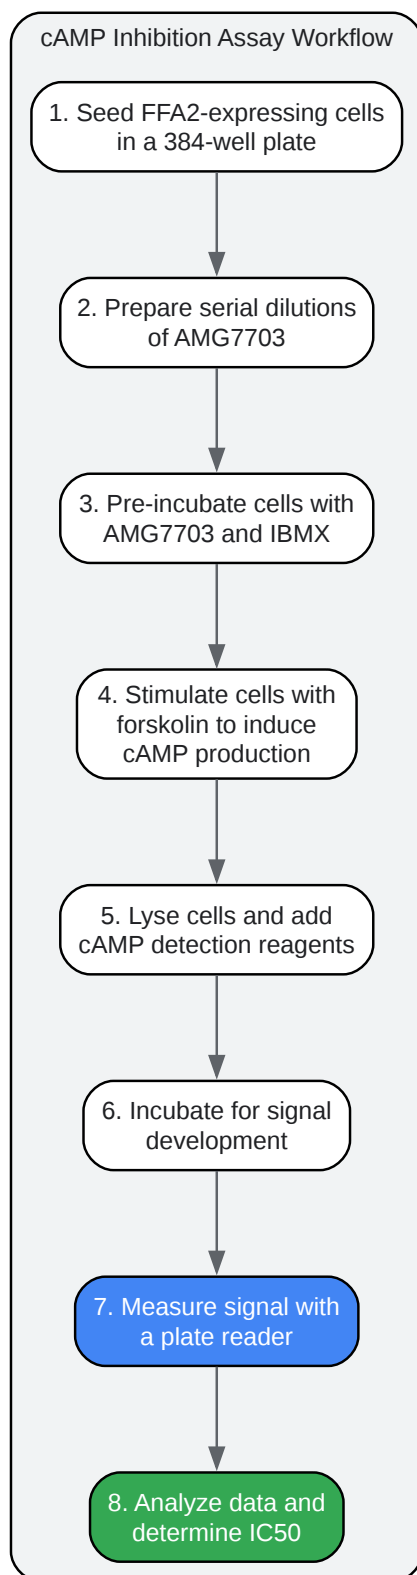 cAMP Inhibition Assay Workflow
1. Seed FFA2-expressing cells
in a 384-well plate
2. Prepare serial dilutions
of AMG7703
3. Pre-incubate cells with
AMG7703 and IBMX
4. Stimulate cells with
forskolin to induce
cAMP production
5. Lyse cells and add
cAMP detection reagents
6. Incubate for signal
development
7. Measure signal with
a plate reader
8. Analyze data and
determine IC50